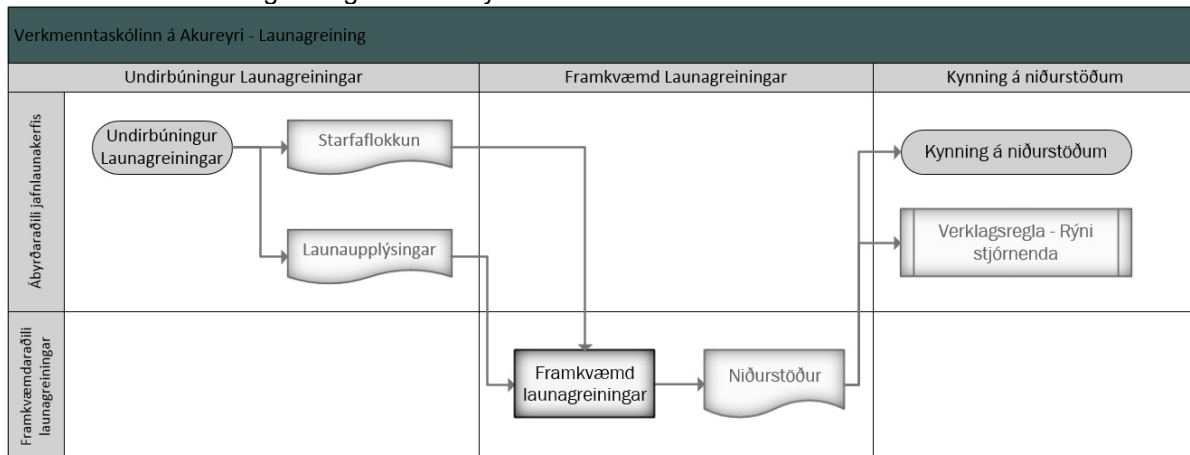 Verkmenntaskólinn á Akureyri - Launagreining
Undirbúningur Launagreiningar
Framkvæmd Launagreiningar
Kynning á niðurstöðum
Ábyrðaraðili jafnlaunakerfis
Undirbúningur
Launagreiningar
Starfaflokkun
Launaupplýsingar
Kynning á niðurstöðum
Verklagsregla - Rýni
stjórnenda
Framkvæmdaraðili
launagreiningar
Framkvæmd
launagreiningar
Niðurstöður